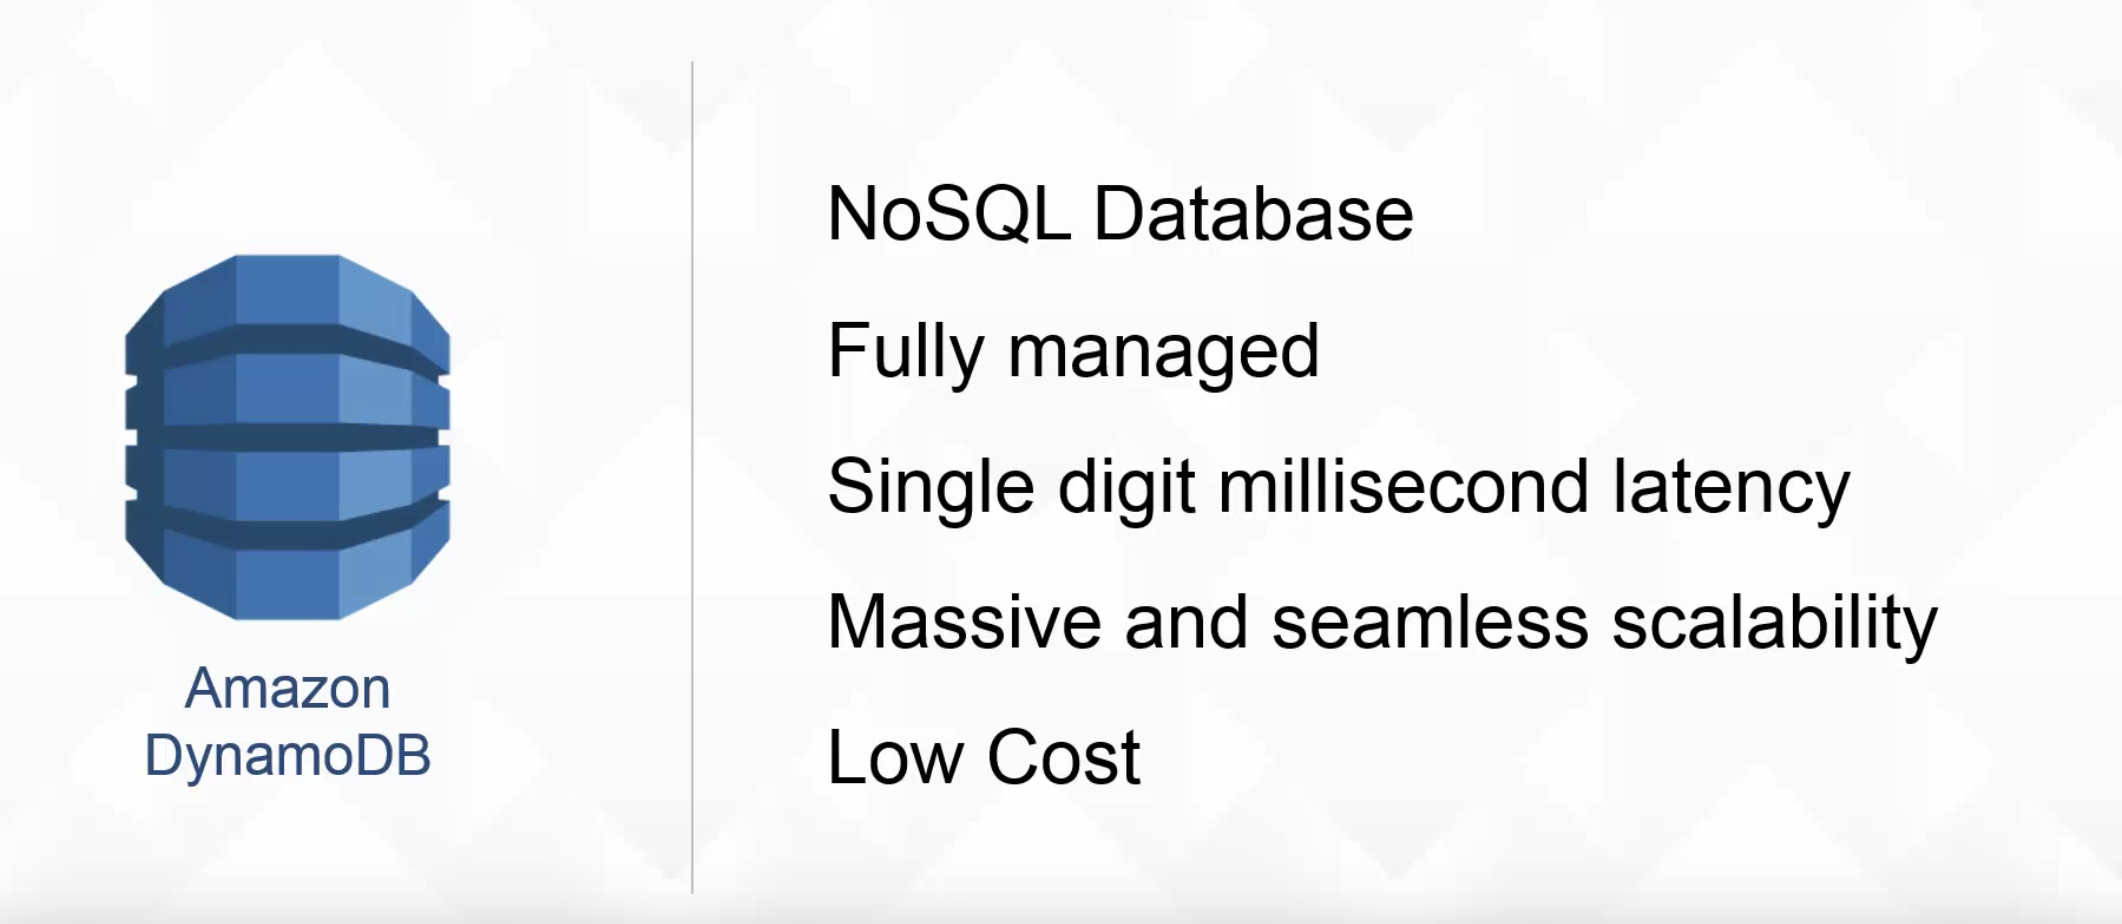 Amazon
DynamoDB
NoSQL Database
Fully managed
Single digit millisecond latency
Massive and seamless scalability
Low Cost